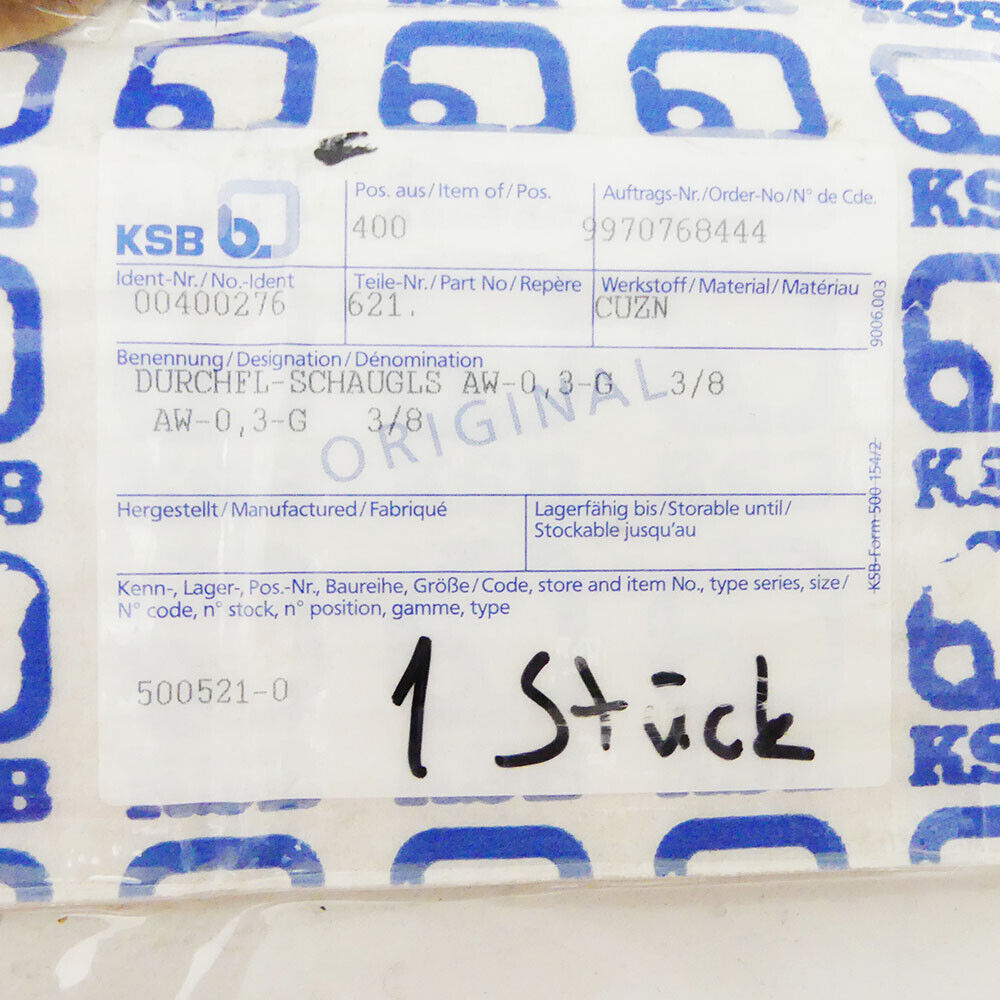 KSB
Pos. aus/Item of/Pos.
400
Auftrags-Nr./Order-No/N° de Cde.
9970768444
Ident-Nr./No.-Ident
00400276
Teile-Nr./Part No/Repère
621.
Werkstoff/Material/Matériau
CUZN
9006.003
Benennung/Designation/Dénomination
DURCHFL-SCHAUGLS AW-0,3-G 3/8
AW-0,3-G 3/8
ORIGINAL
Hergestellt/Manufactured/Fabriqué
Lagerfähig bis/Storable until/
Stockable jusqu'au
KSB-Form 500 154/2
Kenn-, Lager-, Pos.-Nr., Baureihe, Größe/Code, store and item No., type series, size/
N° code, n° stock, n° position, gamme, type
500521-0
1 Stück
KS
KS
B
B
B